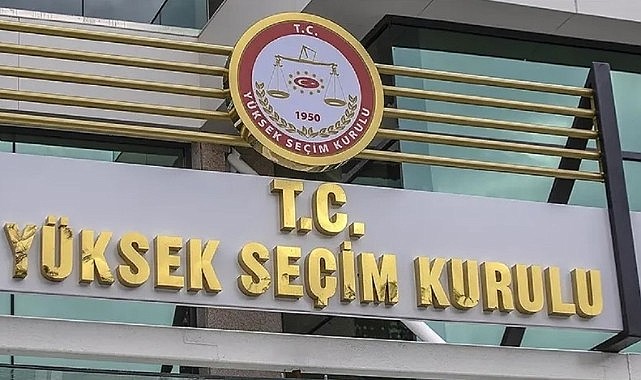 T.C.
1950
YÜKSEK SEÇİM KURULU
T.C.
YÜKSEK SEÇİM KURULU